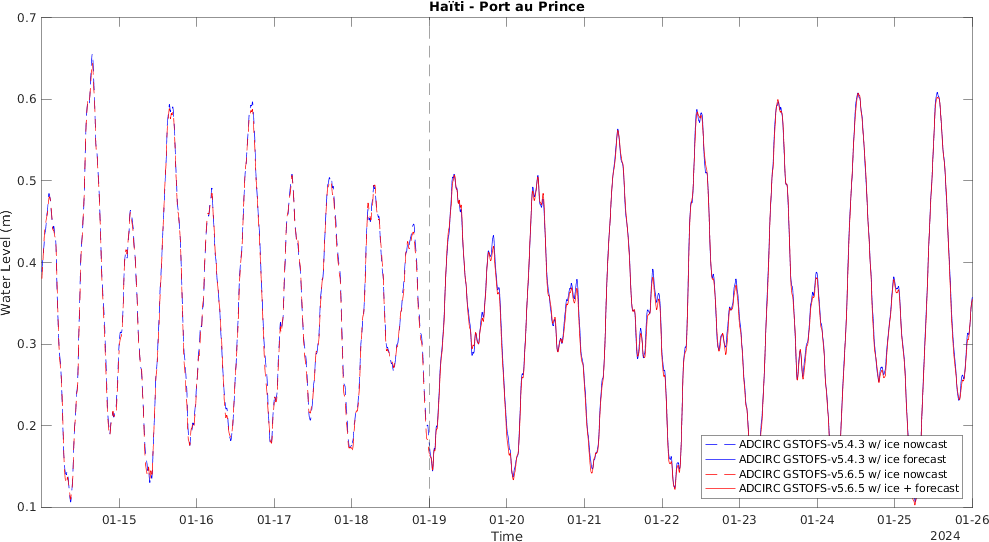 Haïti - Port au Prince
Water Level (m)
0.7
0.6
0.5
0.4
0.3
0.2
0.1
ADCIRC GSTOFS-v5.4.3 w/ ice nowcast
ADCIRC GSTOFS-v5.4.3 w/ ice forecast
ADCIRC GSTOFS-v5.6.5 w/ ice nowcast
ADCIRC GSTOFS-v5.6.5 w/ ice + forecast
01-15 01-16 01-17 01-18 01-19 01-20 01-21 01-22 01-23 01-24 01-25 01-26
Time
2024